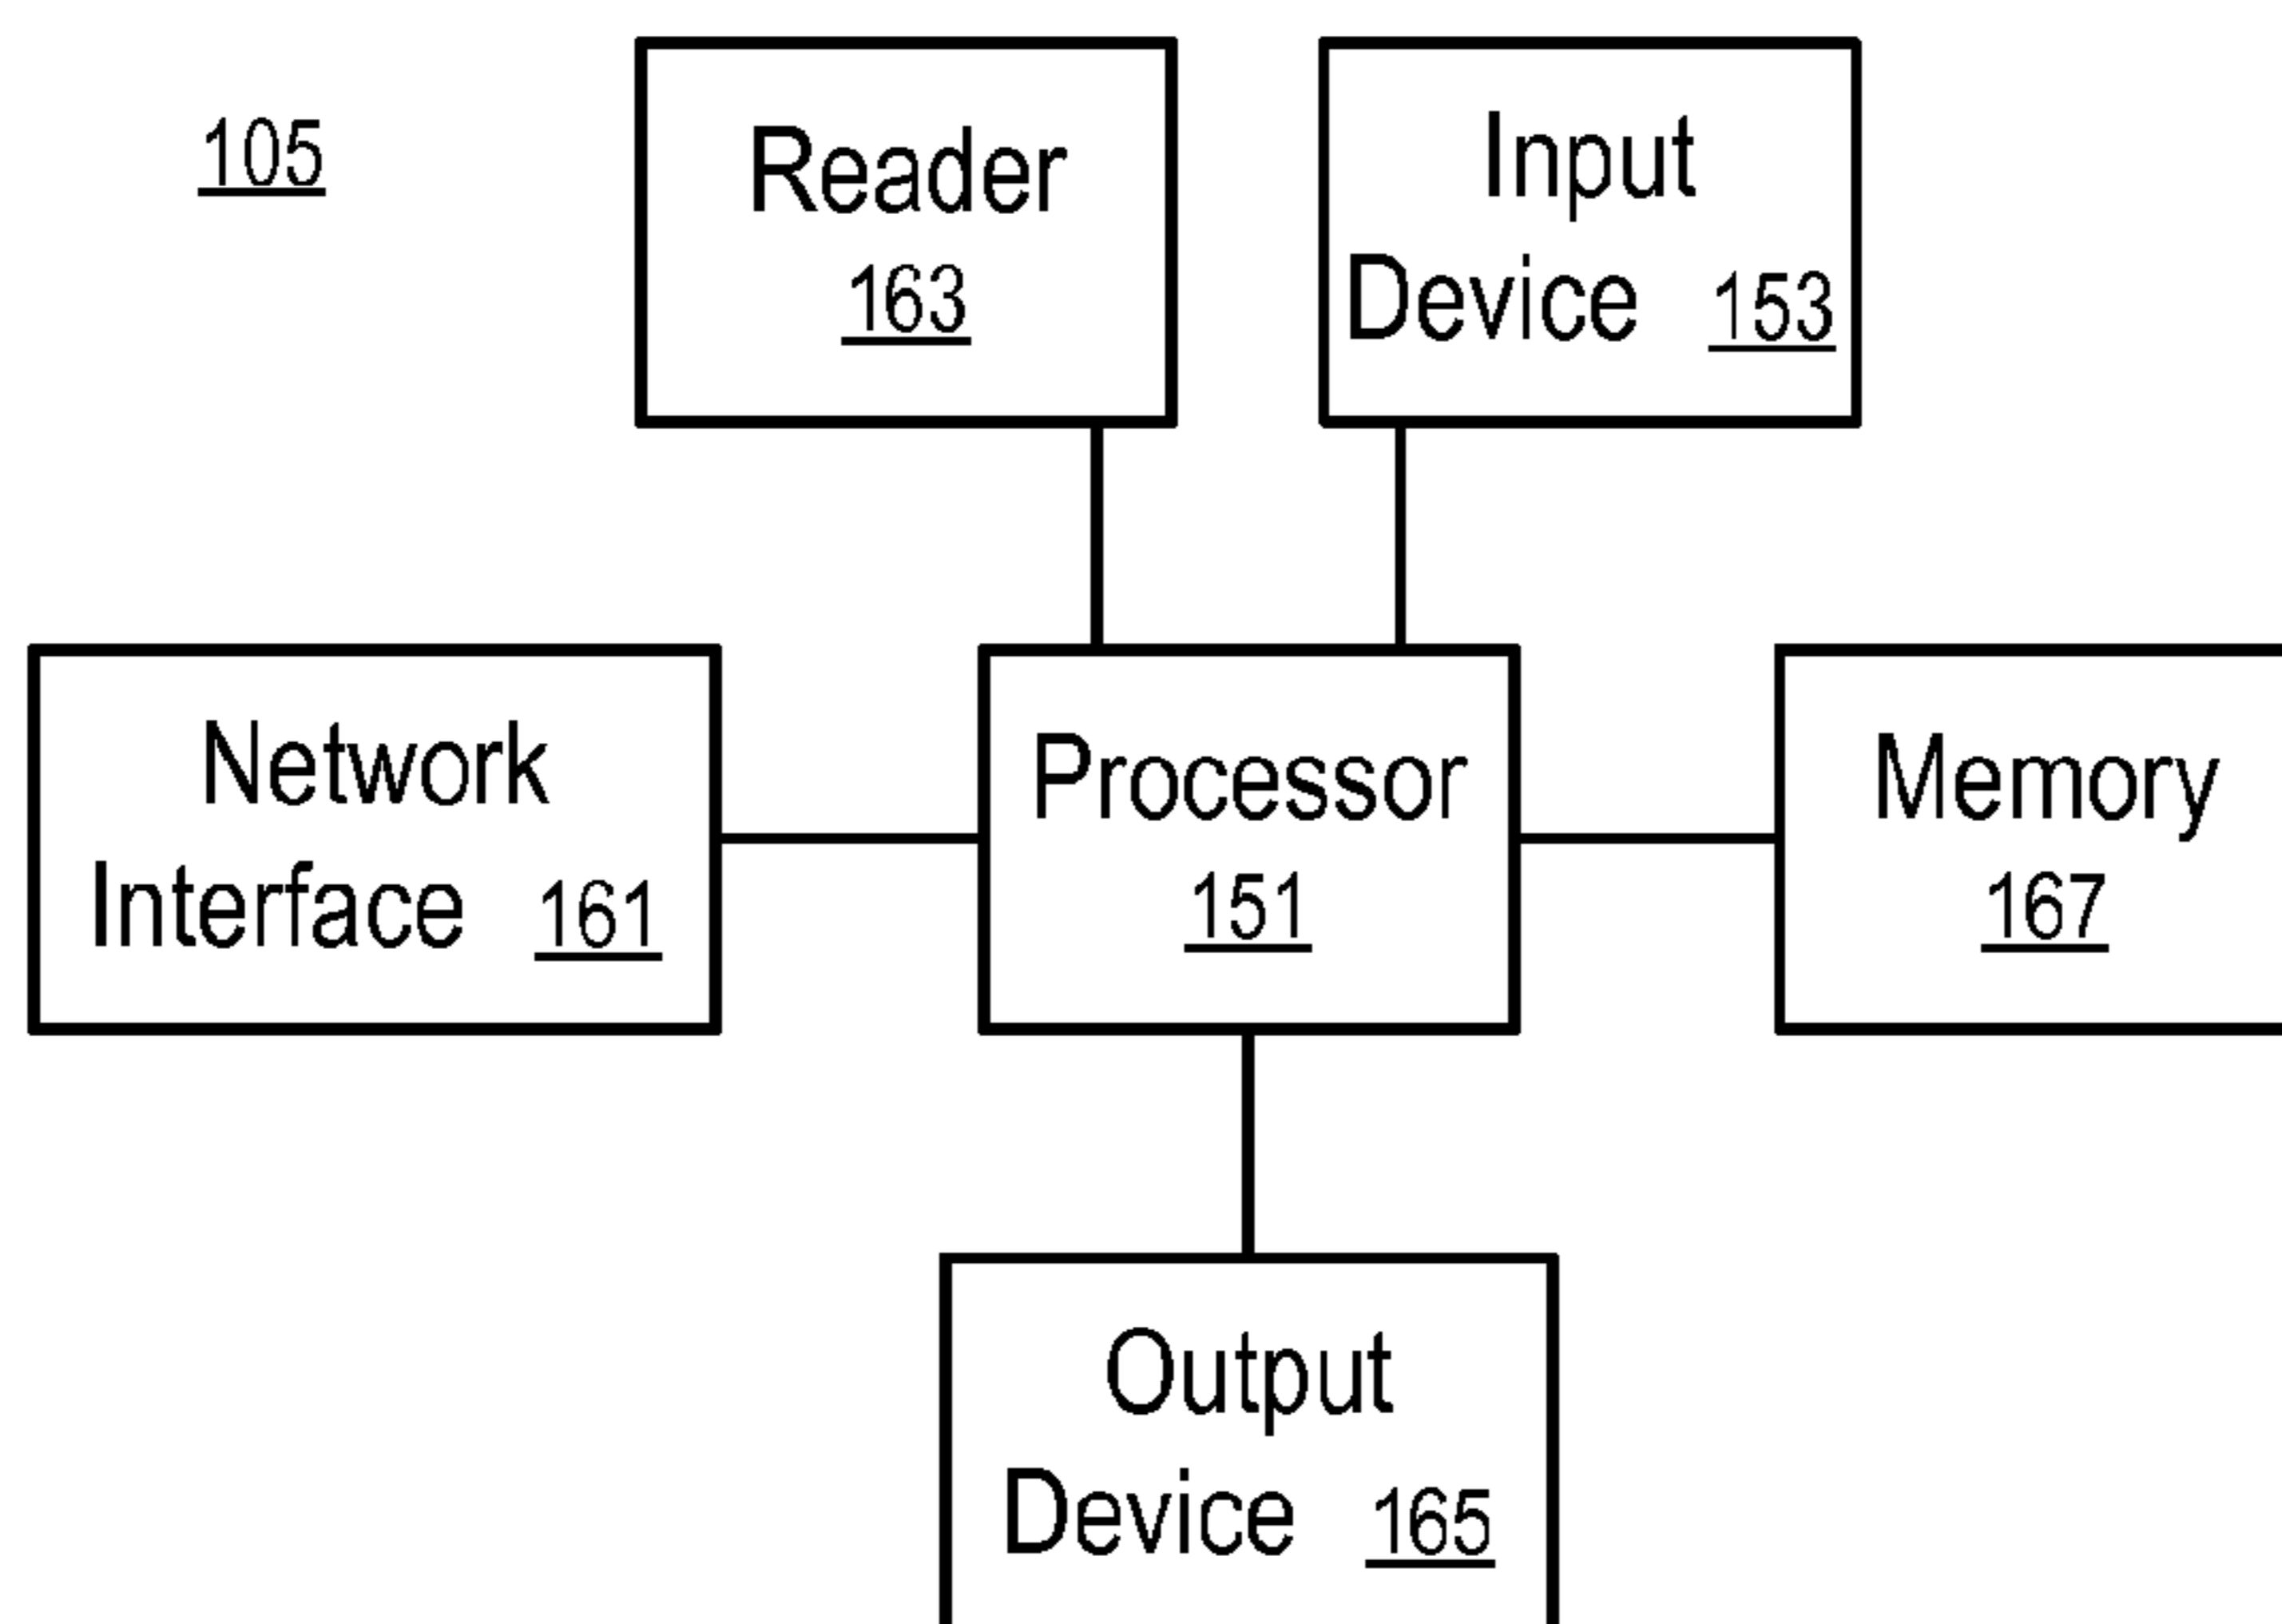 105
Reader
163
Input
Device 153
Network
Interface 161
Processor
151
Memory
167
Output
Device 165